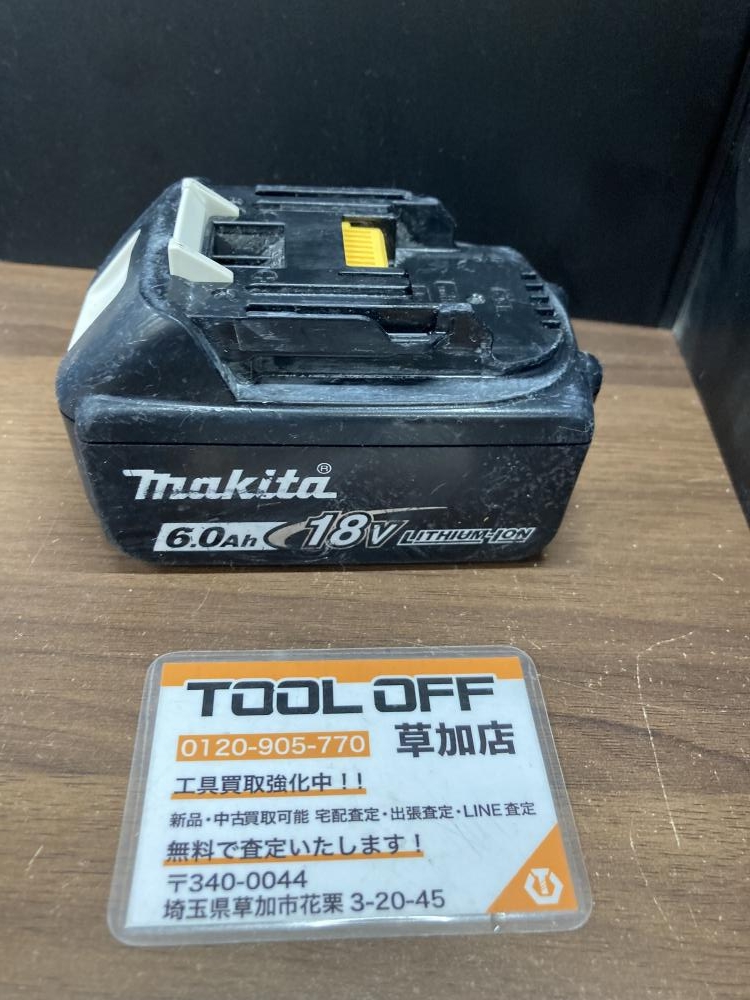 makita®
6.0Ah 18V LITHIUM-ION
TOOL OFF
0120-905-770 草加店
工具買取強化中!!
新品・中古買取可能 宅配査定・出張査定・LINE査定
無料で査定いたします!
〒340-0044
埼玉県草加市花栗 3-20-45